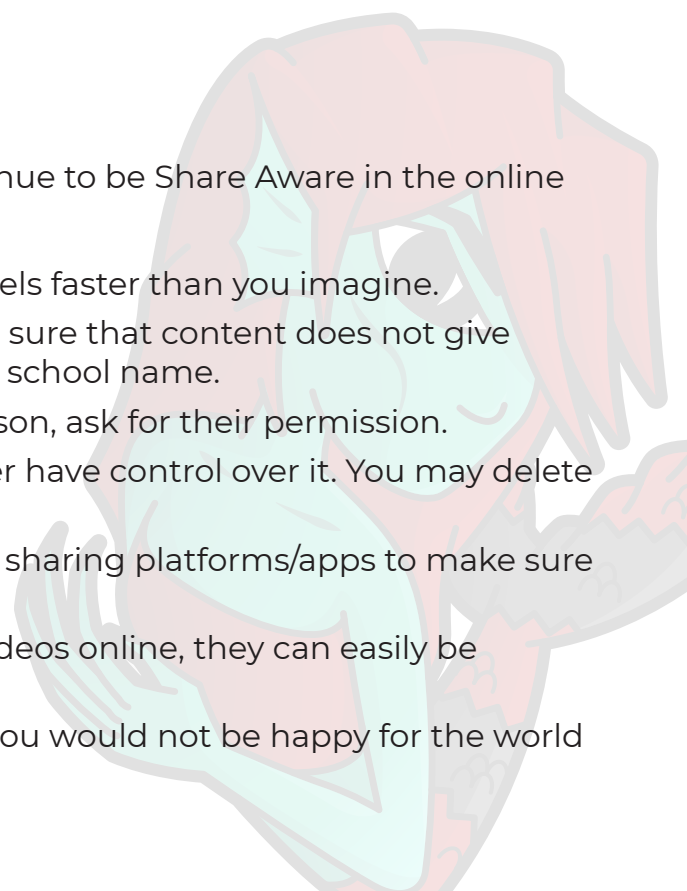 nue to be Share Aware in the online
els faster than you imagine.
sure that content does not give
school name.
son, ask for their permission.
er have control over it. You may delete
sharing platforms/apps to make sure
deos online, they can easily be
ou would not be happy for the world